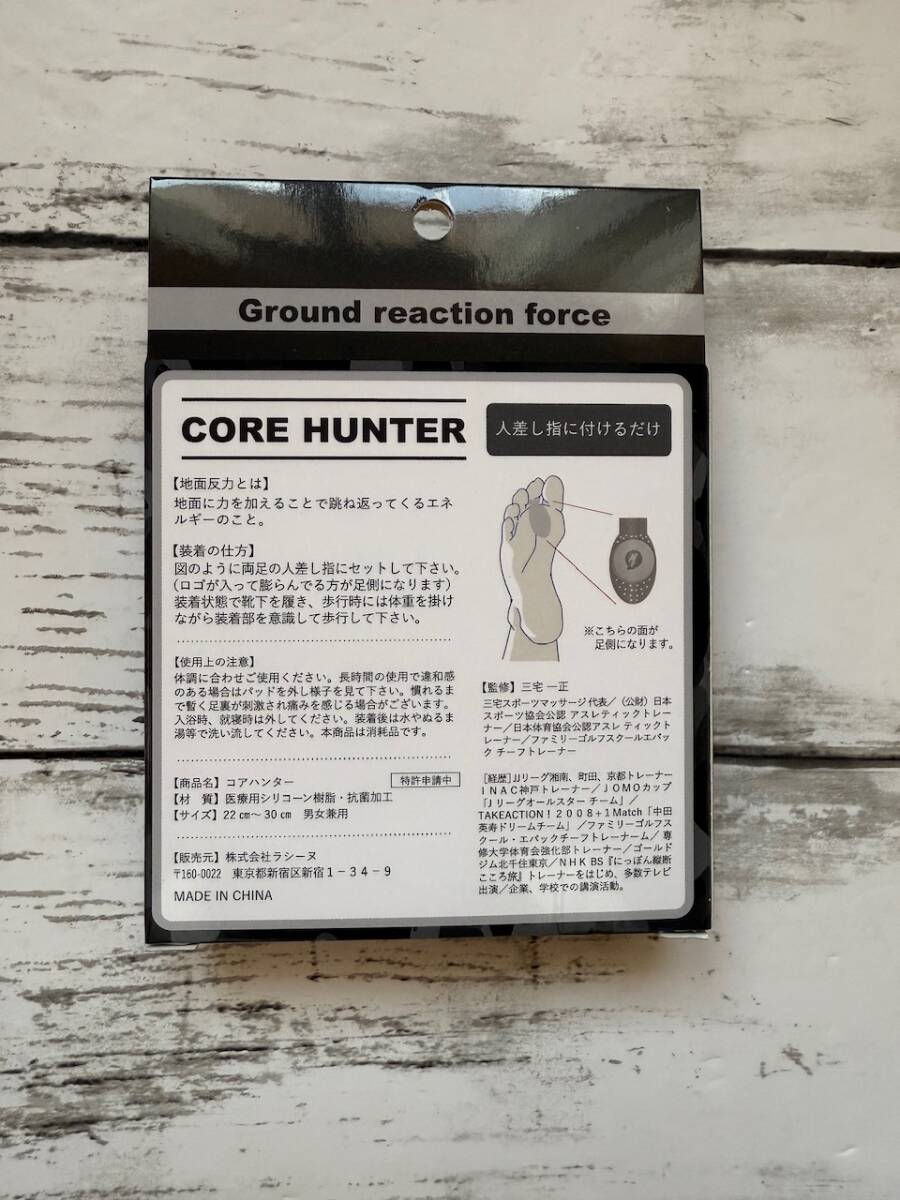 Ground reaction force
CORE HUNTER
人差し指に付けるだけ
【地面反力とは】
地面に力を加えることで跳ね返ってくるエネ
ルギーのこと。
【装着の仕方】
図のように両足の人差し指にセットして下さい。
（ロゴが入って膨らんでる方が足側になります）
装着状態で靴下を履き、歩行時には体重を掛け
ながら装着部を意識して歩行して下さい。
【使用上の注意】
体調に合わせご使用ください。長時間の使用で違和感
のある場合はパッドを外し様子を見て下さい。慣れるま
で暫く足裏が刺激され痛みを感じる場合がございます。
入浴時、就寝時は外してください。装着後は水やぬるま
湯等で洗い流してください。本商品は消耗品です。
【商品名】コアハンター 特許申請中
【材　質】医療用シリコーン樹脂・抗菌加工
【サイズ】22㎝～30㎝　男女兼用
【販売元】株式会社ラシーヌ
〒160-0022　東京都新宿区新宿1－34－9
MADE IN CHINA
※こちらの面が
足側になります。
【監修】三宅 一正
三宅スポーツマッサージ代表／（公財）日本
スポーツ協会公認 アスレティックトレー
ナー／日本体育協会公認アスレ ティックト
レーナー／ファミリーゴルフスクールエバッ
ク チーフトレーナー
［経歴］JJリーグ湘南、町田、京都トレーナー
INAC神戸トレーナー／JOMOカップ
「Jリーグオールスター チーム」／
TAKEACTION！2008+1 Match「中田
英寿ドリームチーム」／ファミリーゴルフス
クール・エバックチーフトレーナーム／専
修大学体育会強化部トレーナー／ゴールド
ジム北千住東京／NHK BS『にっぽん縦断
こころ旅』トレーナーをはじめ、多数テレビ
出演／企業、学校での講演活動。